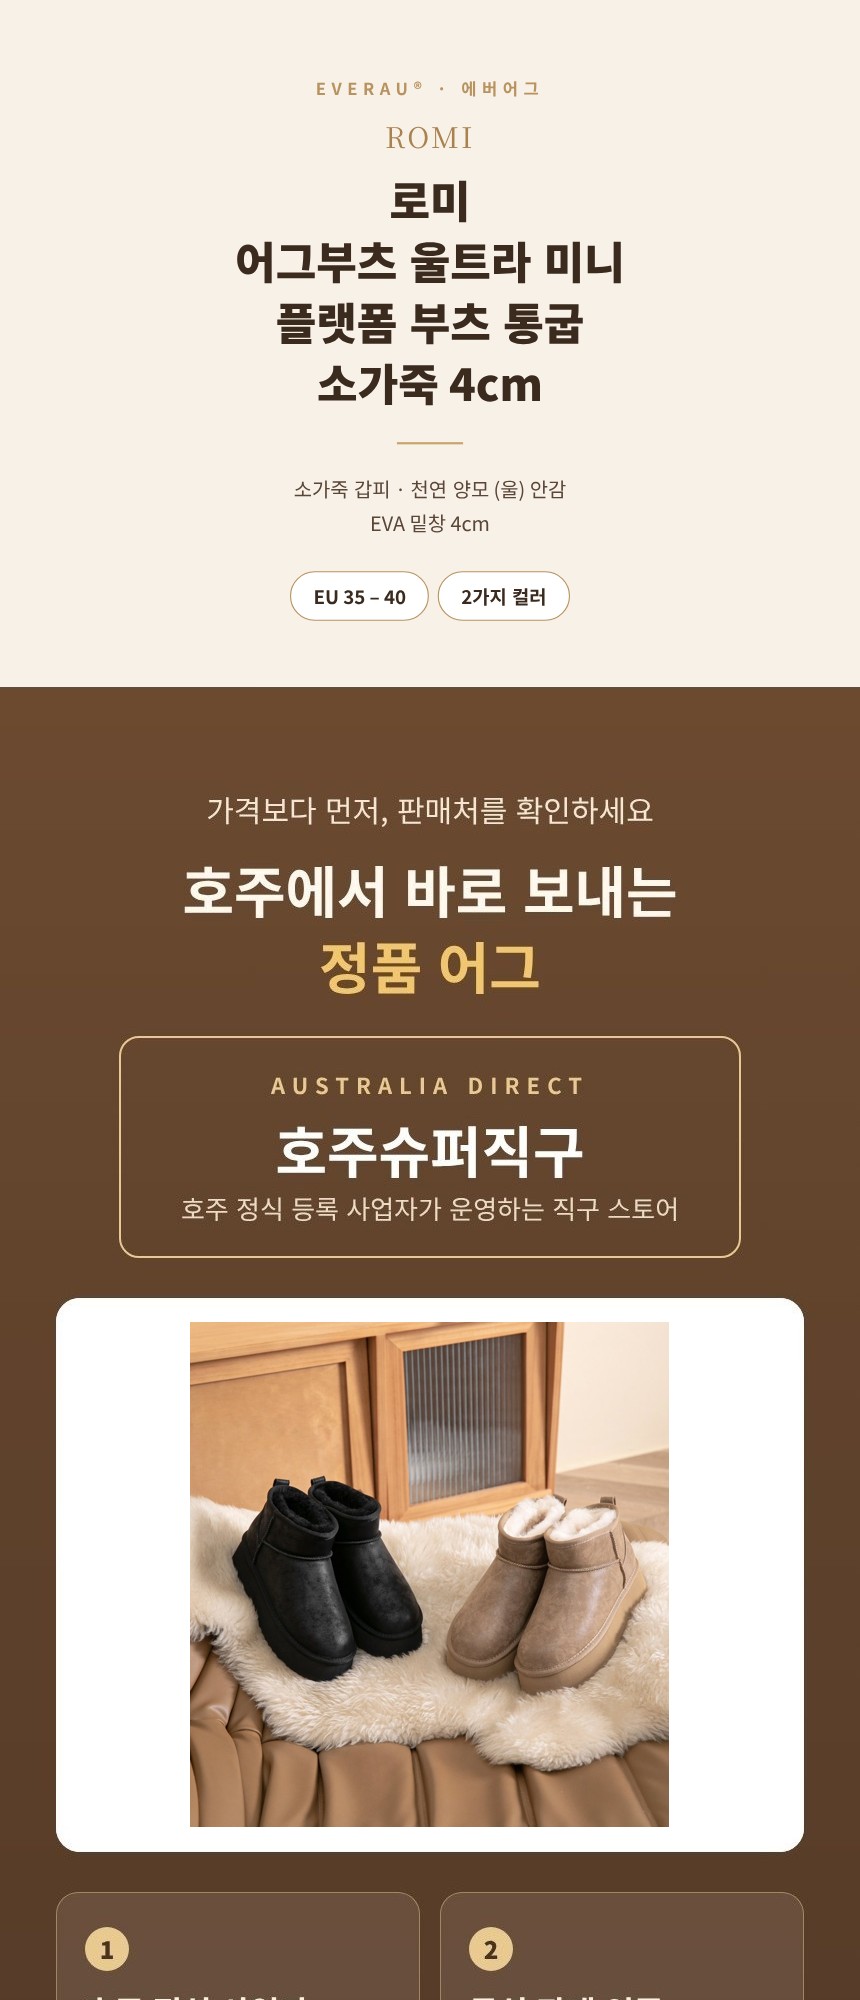 EVERAU® · 에버어그
ROMI
로미
어그부츠 울트라 미니
플랫폼 부츠 통굽
소가죽 4cm
소가죽 갑피 · 천연 양모 (울) 안감
EVA 밑창 4cm
EU 35 – 40
2가지 컬러
가격보다 먼저, 판매처를 확인하세요
호주에서 바로 보내는
정품 어그
AUSTRALIA DIRECT
호주슈퍼직구
호주 정식 등록 사업자가 운영하는 직구 스토어
1
2